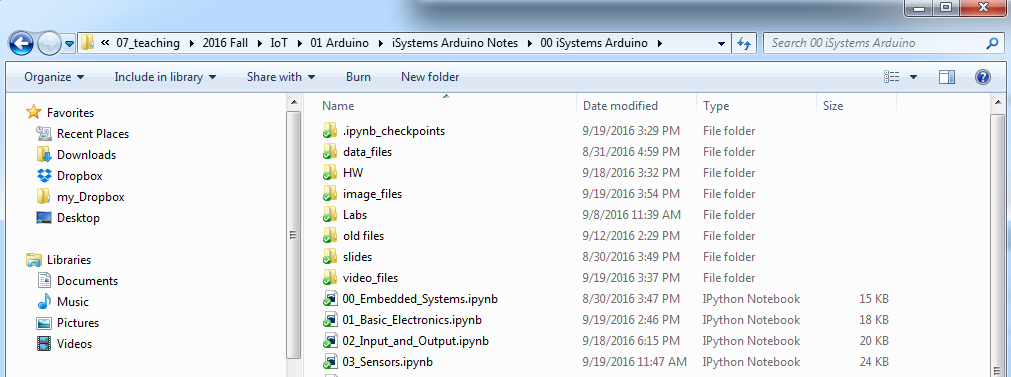 « 07_teaching ▸ 2016 Fall ▸ IoT ▸ 01 Arduino ▸ iSystems Arduino Notes ▸ 00 iSystems Arduino ▸ Search 00 iSystems Arduino
Organize Include in library Share with Burn New folder
Favorites
Recent Places
Downloads
Dropbox
my_Dropbox
Desktop
Libraries
Documents
Music
Pictures
Videos
Name Date modified Type Size
.ipynb_checkpoints 9/19/2016 3:29 PM File folder
data_files 8/31/2016 4:59 PM File folder
HW 9/18/2016 3:32 PM File folder
image_files 9/19/2016 3:54 PM File folder
Labs 9/8/2016 11:39 AM File folder
old files 9/12/2016 2:29 PM File folder
slides 8/30/2016 3:49 PM File folder
video_files 9/19/2016 3:37 PM File folder
00_Embedded_Systems.ipynb 8/30/2016 3:47 PM IPython Notebook 15 KB
01_Basic_Electronics.ipynb 9/19/2016 2:46 PM IPython Notebook 18 KB
02_Input_and_Output.ipynb 9/18/2016 6:15 PM IPython Notebook 20 KB
03_Sensors.ipynb 9/19/2016 11:47 AM IPython Notebook 24 KB